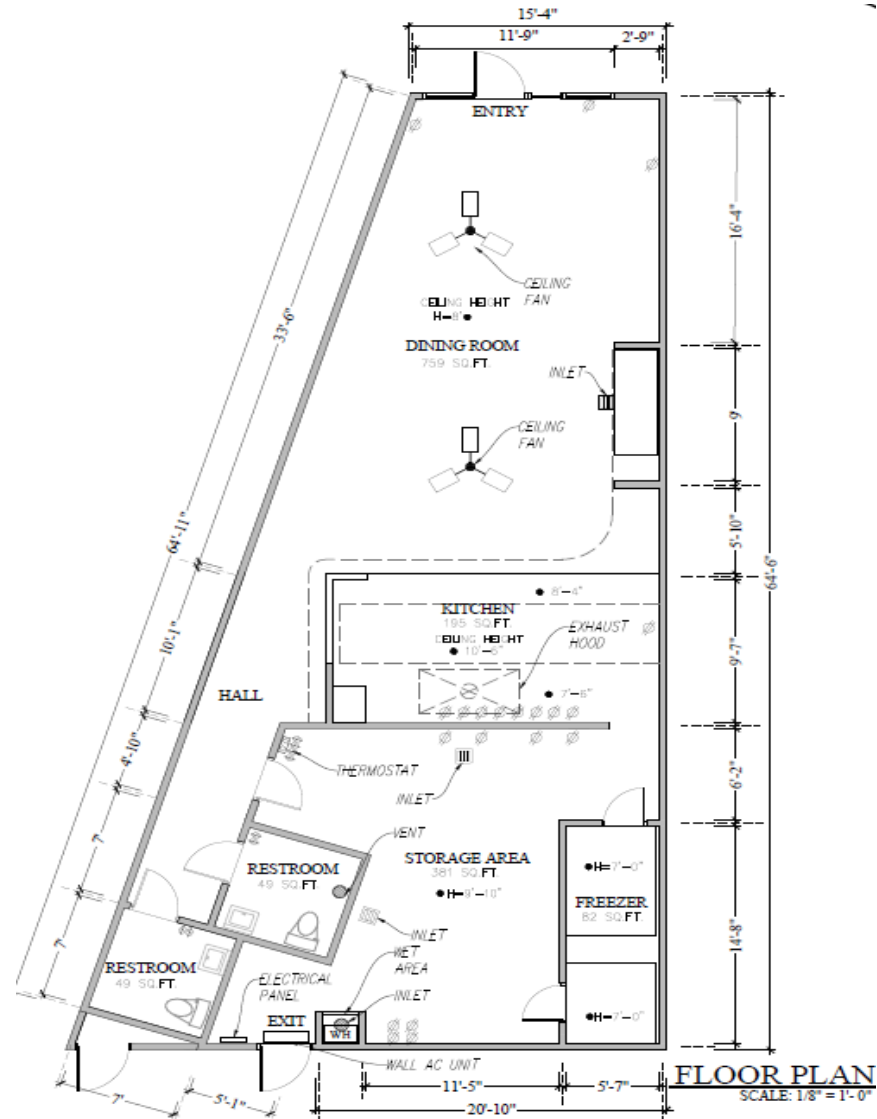 15'-4"
11'-9"
2'-9"
ENTRY
16'-4"
33'-6"
CEILING
FAN
CEILING HEIGHT
H=8'
DINING ROOM
759 SQ.FT.
INLET
9'
CEILING
FAN
64'-11"
5'-10"
64'-6"
8'-4"
KITCHEN
195 SQ.FT.
CEILING HEIGHT
10'-6"
EXHAUST
HOOD
9'-7"
10'-1"
HALL
7'-6"
4'-10"
THERMOSTAT
INLET
6'-2"
7'
VENT
RESTROOM
49 SQ.FT.
STORAGE AREA
381 SQ.FT.
H=9'-10"
H=7'-0"
FREEZER
82 SQ.FT.
14'-8"
7'
INLET
WET
AREA
RESTROOM
49 SQ.FT.
ELECTRICAL
PANEL
INLET
EXIT
WH
H=7'-0"
WALL AC UNIT
7'
5'-1"
11'-5"
5'-7"
20'-10"
FLOOR PLAN
SCALE: 1/8" = 1'- 0"